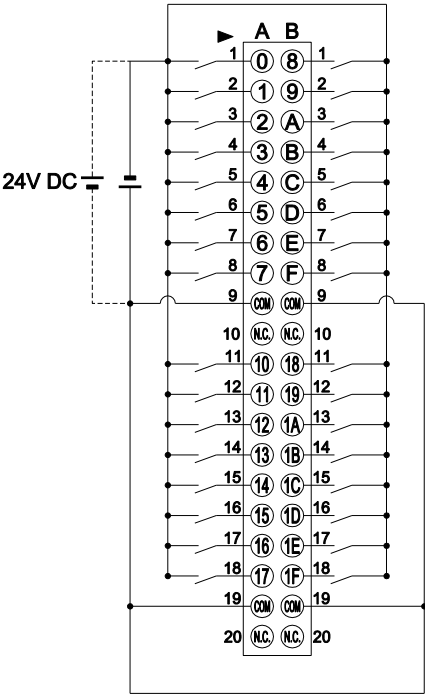 A B
1 0 8 1
2 1 9 2
3 2 A 3
4 3 B 4
24V DC
5 4 C 5
6 5 D 6
7 6 E 7
8 7 F 8
9 COM COM 9
10 N.C. N.C. 10
11 10 18 11
12 11 19 12
13 12 1A 13
14 13 1B 14
15 14 1C 15
16 15 1D 16
17 16 1E 17
18 17 1F 18
19 COM COM 19
20 N.C. N.C. 20